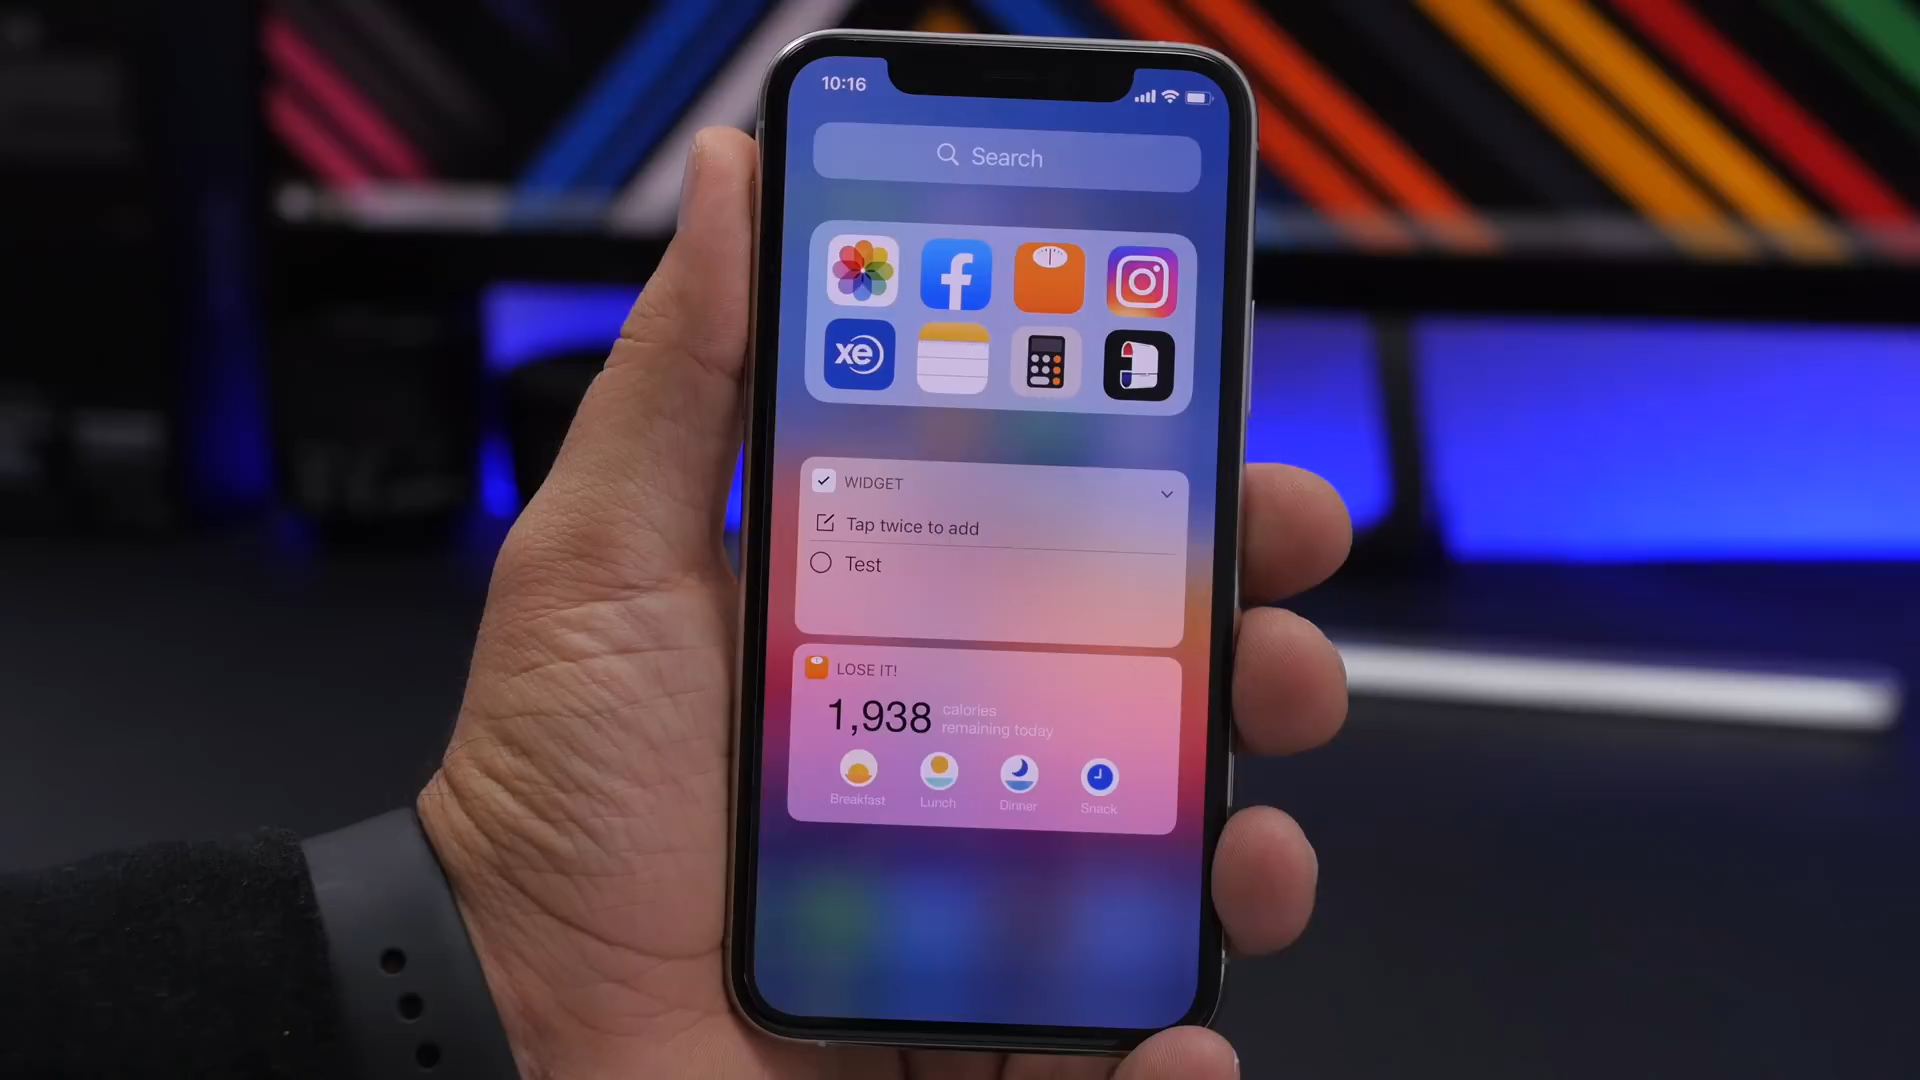 10:16
Search
xe
WIDGET
Tap twice to add
Test
LOSE IT!
1,938 calories
remaining today
Breakfast Lunch Dinner Snack